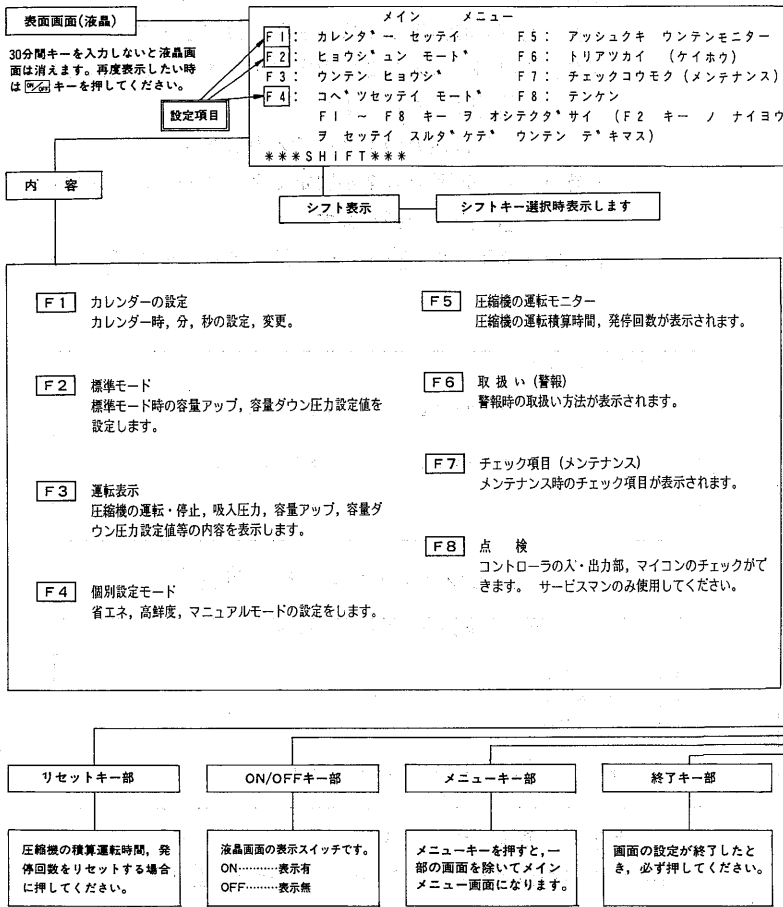 表面画面(液晶)
30分間キーを入力しないと液晶画
面は消えます。再度表示したい時
は ON/OFF キーを押してください。
設定項目
メイン メニュー
F1: カレンダー セッテイ F5: アッシュクキ ウンテンモニター
F2: ヒョウジュン モード F6: トリアツカイ (ケイホウ)
F3: ウンテン ヒョウジ F7: チェックコウモク (メンテナンス)
F4: コベツセッテイ モード F8: テンケン
F1 ~ F8 キー ヲ オシテクダサイ (F2 キー ノ ナイヨウ
ヲ セッテイ スルダケデ ウンテン デキマス)
***SHIFT***
内 容
シフト表示
シフトキー選択時表示します
F1 カレンダーの設定
カレンダー時,分,秒の設定,変更。
F2 標準モード
標準モード時の容量アップ,容量ダウン圧力設定値を
設定します。
F3 運転表示
圧縮機の運転・停止,吸入圧力,容量アップ,容量ダ
ウン圧力設定値等の内容を表示します。
F4 個別設定モード
省エネ,高鮮度,マニュアルモードの設定をします。
F5 圧縮機の運転モニター
圧縮機の運転積算時間,発停回数が表示されます。
F6 取扱い(警報)
警報時の取扱い方法が表示されます。
F7 チェック項目(メンテナンス)
メンテナンス時のチェック項目が表示されます。
F8 点 検
コントローラの入・出力部,マイコンのチェックがで
きます。 サービスマンのみ使用してください。
リセットキー部
圧縮機の積算運転時間,発
停回数をリセットする場合
に押してください。
ON/OFFキー部
液晶画面の表示スイッチです。
ON………表示有
OFF………表示無
メニューキー部
メニューキーを押すと,一
部の画面を除いてメイン
メニュー画面になります。
終了キー部
画面の設定が終了したと
き,必ず押してください。